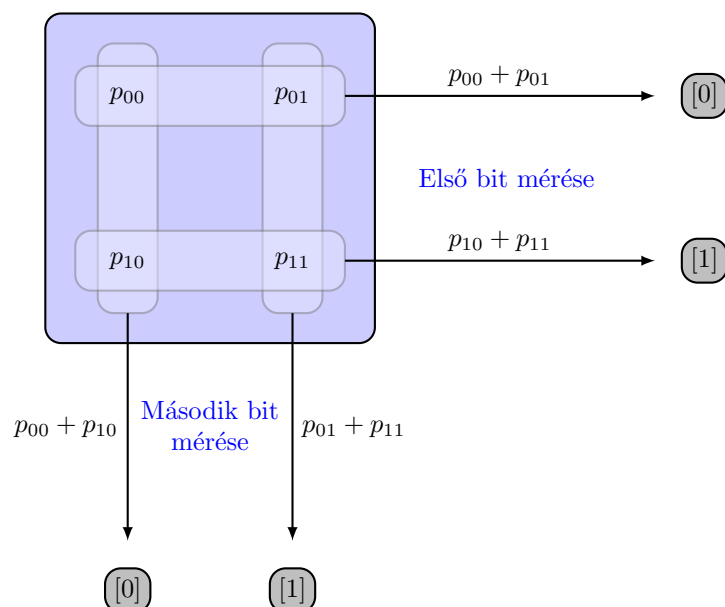 p₀₀ + p₀₁
p₀₀ p₀₁ [0]
Első bit mérése
p₁₀ + p₁₁
p₁₀ p₁₁ [1]
Második bit
p₀₀ + p₁₀ p₀₁ + p₁₁
mérése
[0] [1]